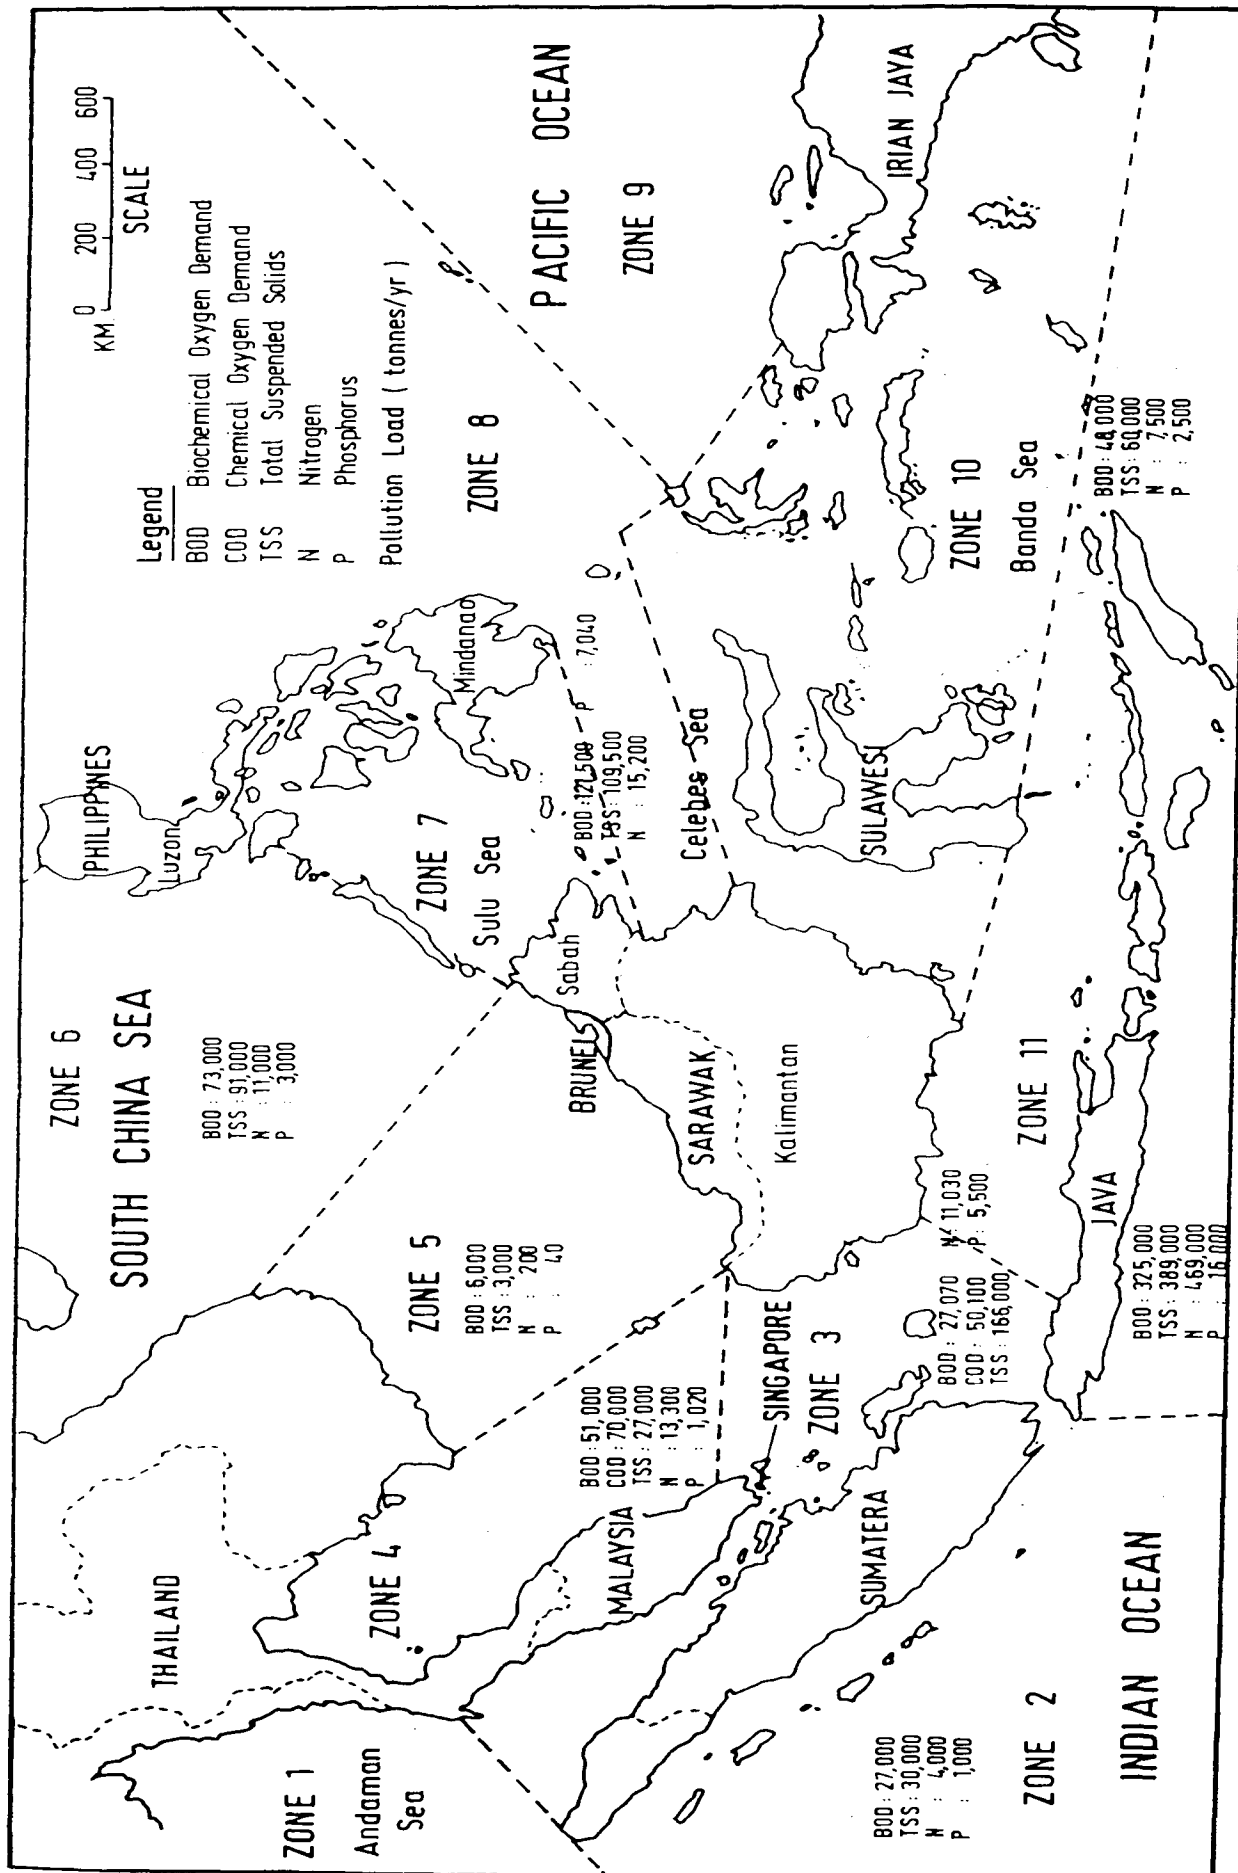 ZONE 6
SOUTH CHINA SEA
BOD : 73,000
TSS : 91,000
N : 11,000
P : 3,000
PHILIPPINES
Luzon
KM. 0 200 400 600
SCALE
Legend
BOD Biochemical Oxygen Demand
COD Chemical Oxygen Demand
TSS Total Suspended Solids
N Nitrogen
P Phosphorus
Pollution Load ( tonnes/yr )
THAILAND
ZONE 1
Andaman
Sea
ZONE 4
ZONE 5
BOD : 6,000
TSS : 3,000
N : 200
P : 40
ZONE 7
Sulu Sea
Mindanao
ZONE 8
PACIFIC OCEAN
ZONE 9
Sabah
BRUNEI
BOD : 51,000
COD : 70,000
TSS : 27,000
N : 13,300
P : 1,020
BOD : 121,500 P : 7,040
TSS : 109,500
N : 15,200
MALAYSIA
SARAWAK
Celebes Sea
SINGAPORE
ZONE 3
Kalimantan
SUMATERA
SULAWESI
IRIAN JAYA
BOD : 27,070 N : 11,030
COD : 50,100 P : 5,500
TSS : 166,000
ZONE 10
Banda Sea
BOD : 27,000
TSS : 30,000
N : 4,000
P : 1,000
ZONE 2
ZONE 11
JAVA
BOD : 48,000
TSS : 60,000
N : 7,500
P : 2,500
INDIAN OCEAN
BOD : 325,000
TSS : 389,000
N : 469,000
P : 16,000